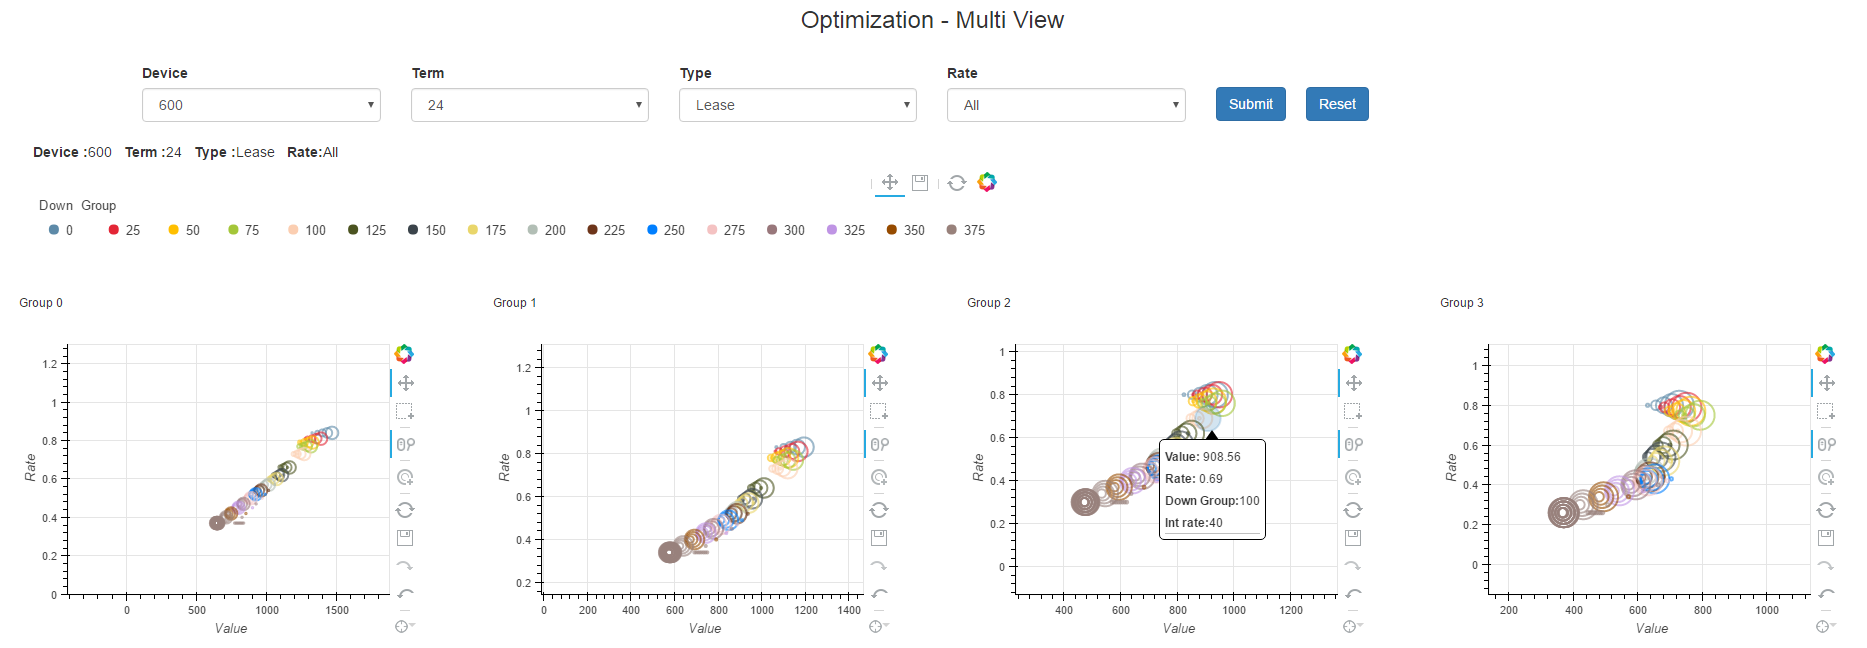 Optimization - Multi View
Device Term Type Rate
600 24 Lease All Submit Reset
Device :600 Term :24 Type :Lease Rate:All
Down Group
0 25 50 75 100 125 150 175 200 225 250 275 300 325 350 375
Group 0
1.2
1
0.8
0.6
0.4
0.2
0
Rate
0 500 1000 1500
Value
Group 1
1.2
1
0.8
0.6
0.4
0.2
Rate
0 200 400 600 800 1000 1200 1400
Value
Group 2
1
0.8
0.6
0.4
0.2
0
Rate
Value: 908.56
Rate: 0.69
Down Group:100
Int rate:40
400 600 800 1000 1200
Value
Group 3
1
0.8
0.6
0.4
0.2
0
Rate
200 400 600 800 1000
Value